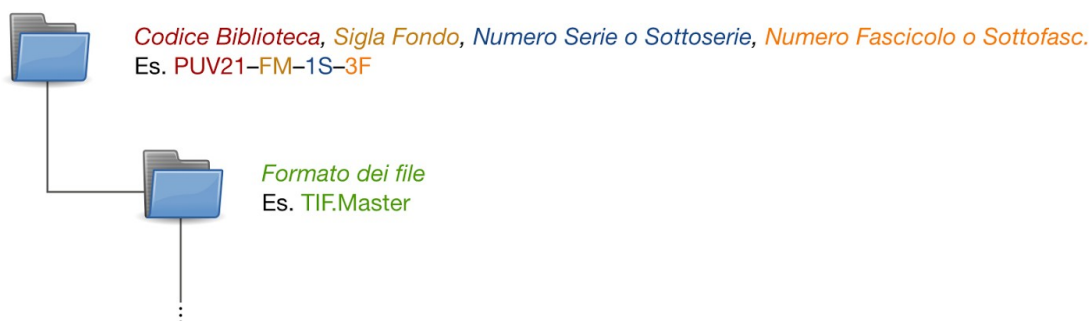 Codice Biblioteca, Sigla Fondo, Numero Serie o Sottoserie, Numero Fascicolo o Sottofasc.
Es. PUV21–FM–1S–3F
Formato dei file
Es. TIF.Master